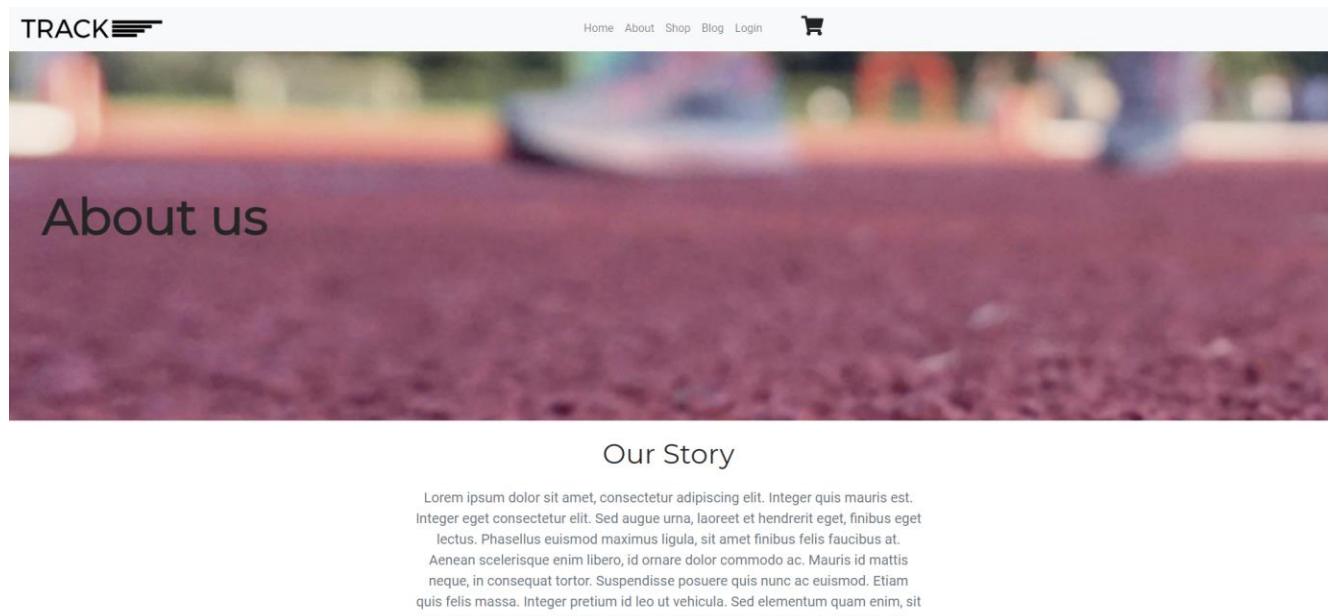 TRACK
Home About Shop Blog Login
About us
Our Story
Lorem ipsum dolor sit amet, consectetur adipiscing elit. Integer quis mauris est.
Integer eget consectetur elit. Sed augue urna, laoreet et hendrerit eget, finibus eget
lectus. Phasellus euismod maximus ligula, sit amet finibus felis faucibus at.
Aenean scelerisque enim libero, id ornare dolor commodo ac. Mauris id mattis
neque, in consequat tortor. Suspendisse posuere quis nunc ac euismod. Etiam
quis felis massa. Integer pretium id leo ut vehicula. Sed elementum quam enim, sit